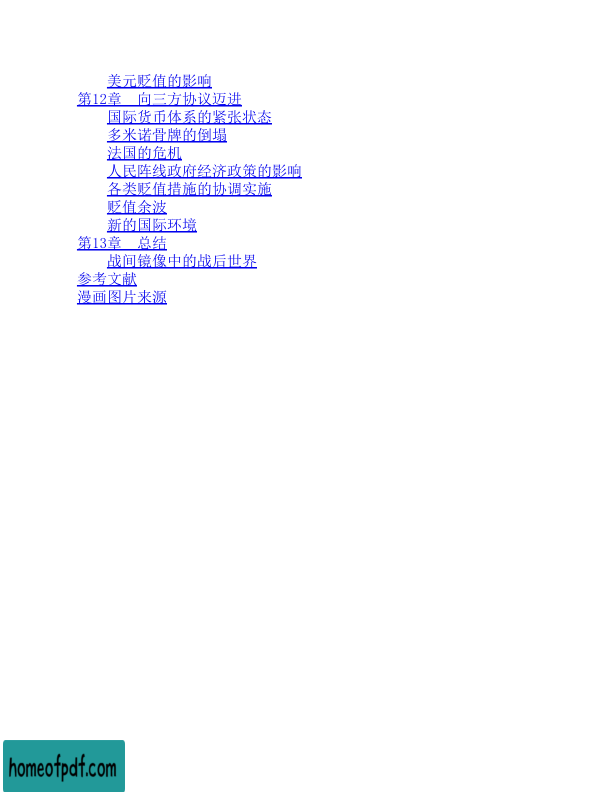 美元贬值的影响
第12章　向三方协议迈进
国际货币体系的紧张状态
多米诺骨牌的倒塌
法国的危机
人民阵线政府经济政策的影响
各类贬值措施的协调实施
贬值余波
新的国际环境
第13章　总结
战间镜像中的战后世界
参考文献
漫画图片来源
homeofpdf.com